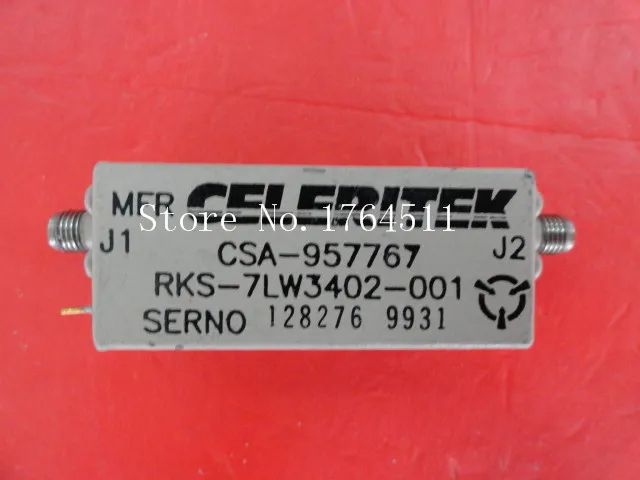 MFR CELERITEK
Store No. 1764511
J1 J2
CSA-957767
RKS-7LW3402-001
SERNO 128276 9931